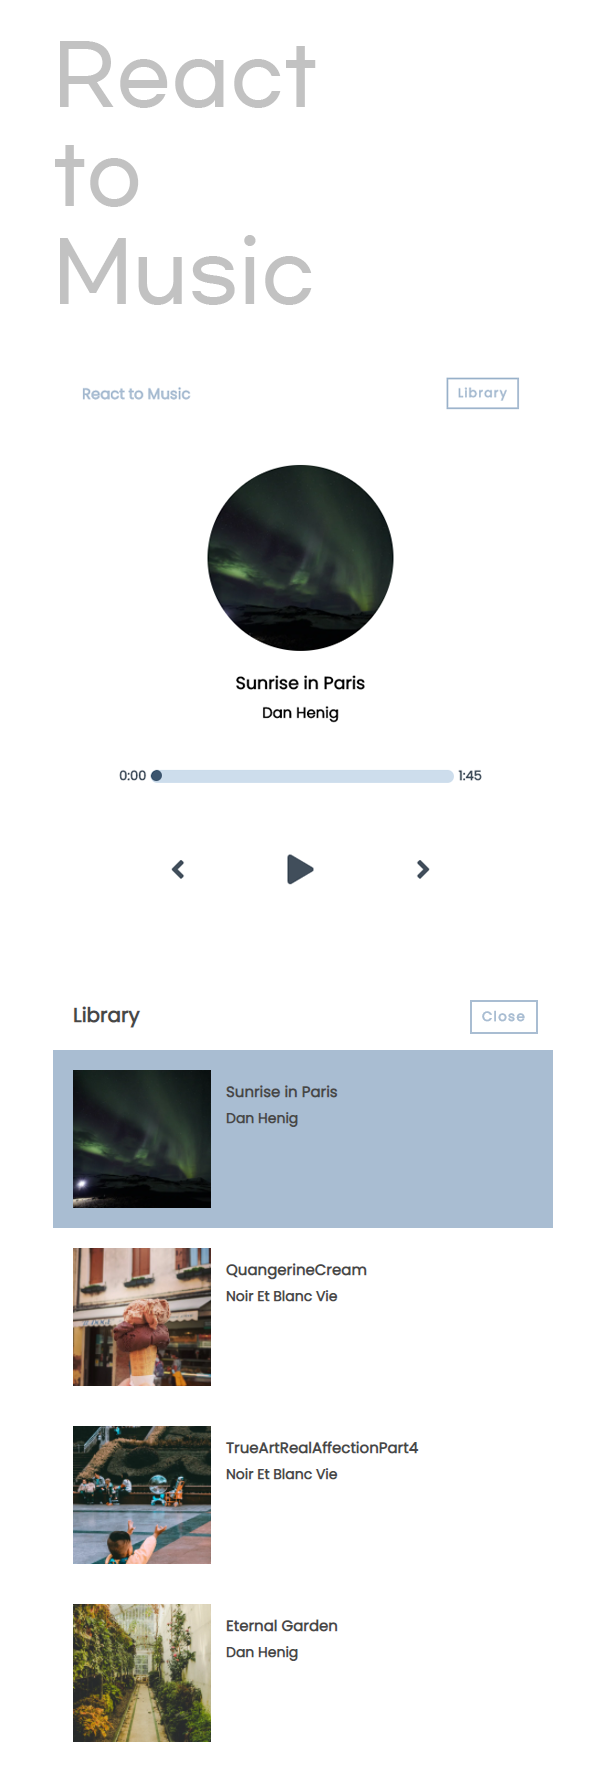 React
to
Music
React to Music
Library
Sunrise in Paris
Dan Henig
0:00
1:45
Library
Close
Sunrise in Paris
Dan Henig
QuangerineCream
Noir Et Blanc Vie
TrueArtRealAffectionPart4
Noir Et Blanc Vie
Eternal Garden
Dan Henig